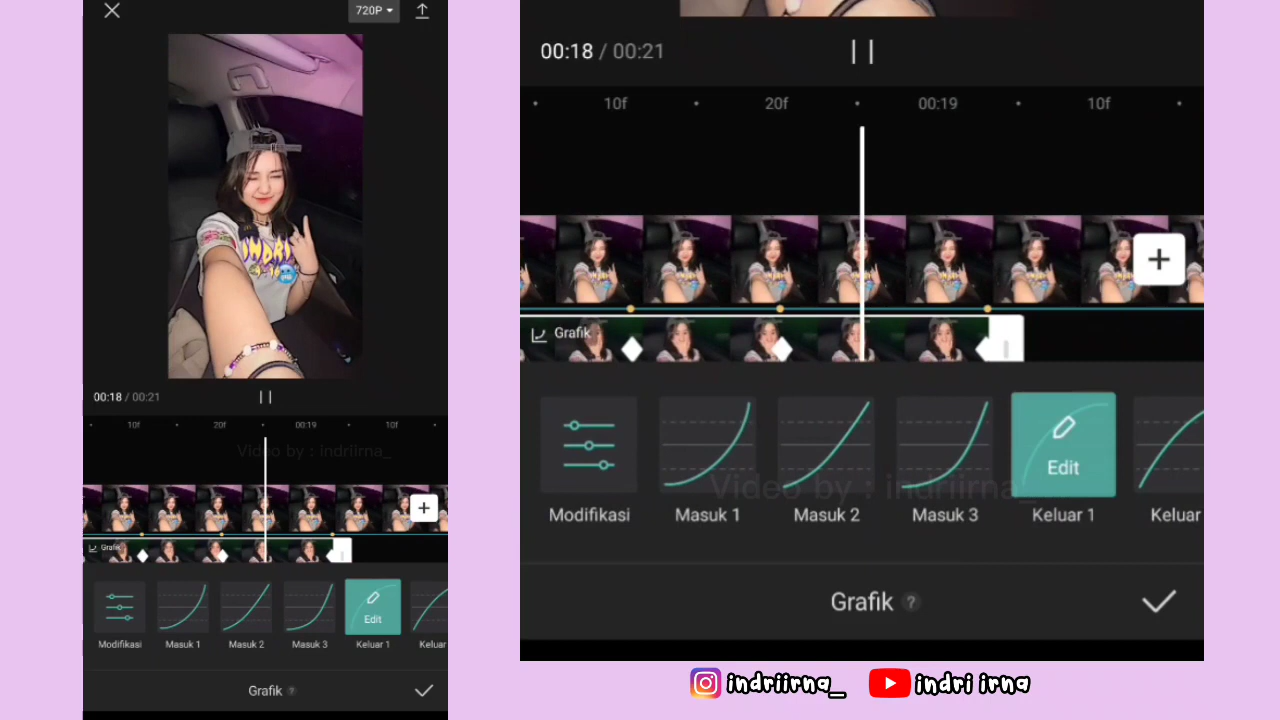 720P
INDRI
00:18 / 00:21
10f
20f
00:19
10f
Video by : indriirna_
Grafik
Edit
Modifikasi
Masuk 1
Masuk 2
Masuk 3
Keluar 1
Keluar
Grafik ?
00:18 / 00:21
10f
20f
00:19
10f
Grafik
Edit
Video by : indriirna_
Modifikasi
Masuk 1
Masuk 2
Masuk 3
Keluar 1
Keluar
Grafik ?
indriirna_
indri irna